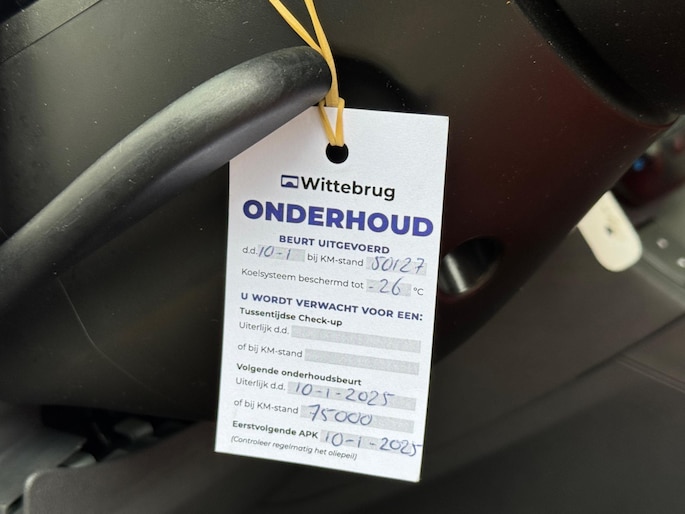 Wittebrug
ONDERHOUD
BEURT UITGEVOERD
d.d. 10-1 bij KM-stand 50127
Koelsysteem beschermd tot -26 °C
U WORDT VERWACHT VOOR EEN:
Tussentijdse Check-up
Uiterlijk d.d.
of bij KM-stand
Volgende onderhoudsbeurt
Uiterlijk d.d. 10-1-2025
of bij KM-stand 75000
Eerstvolgende APK 10-1-2025
(Controleer regelmatig het oliepeil)